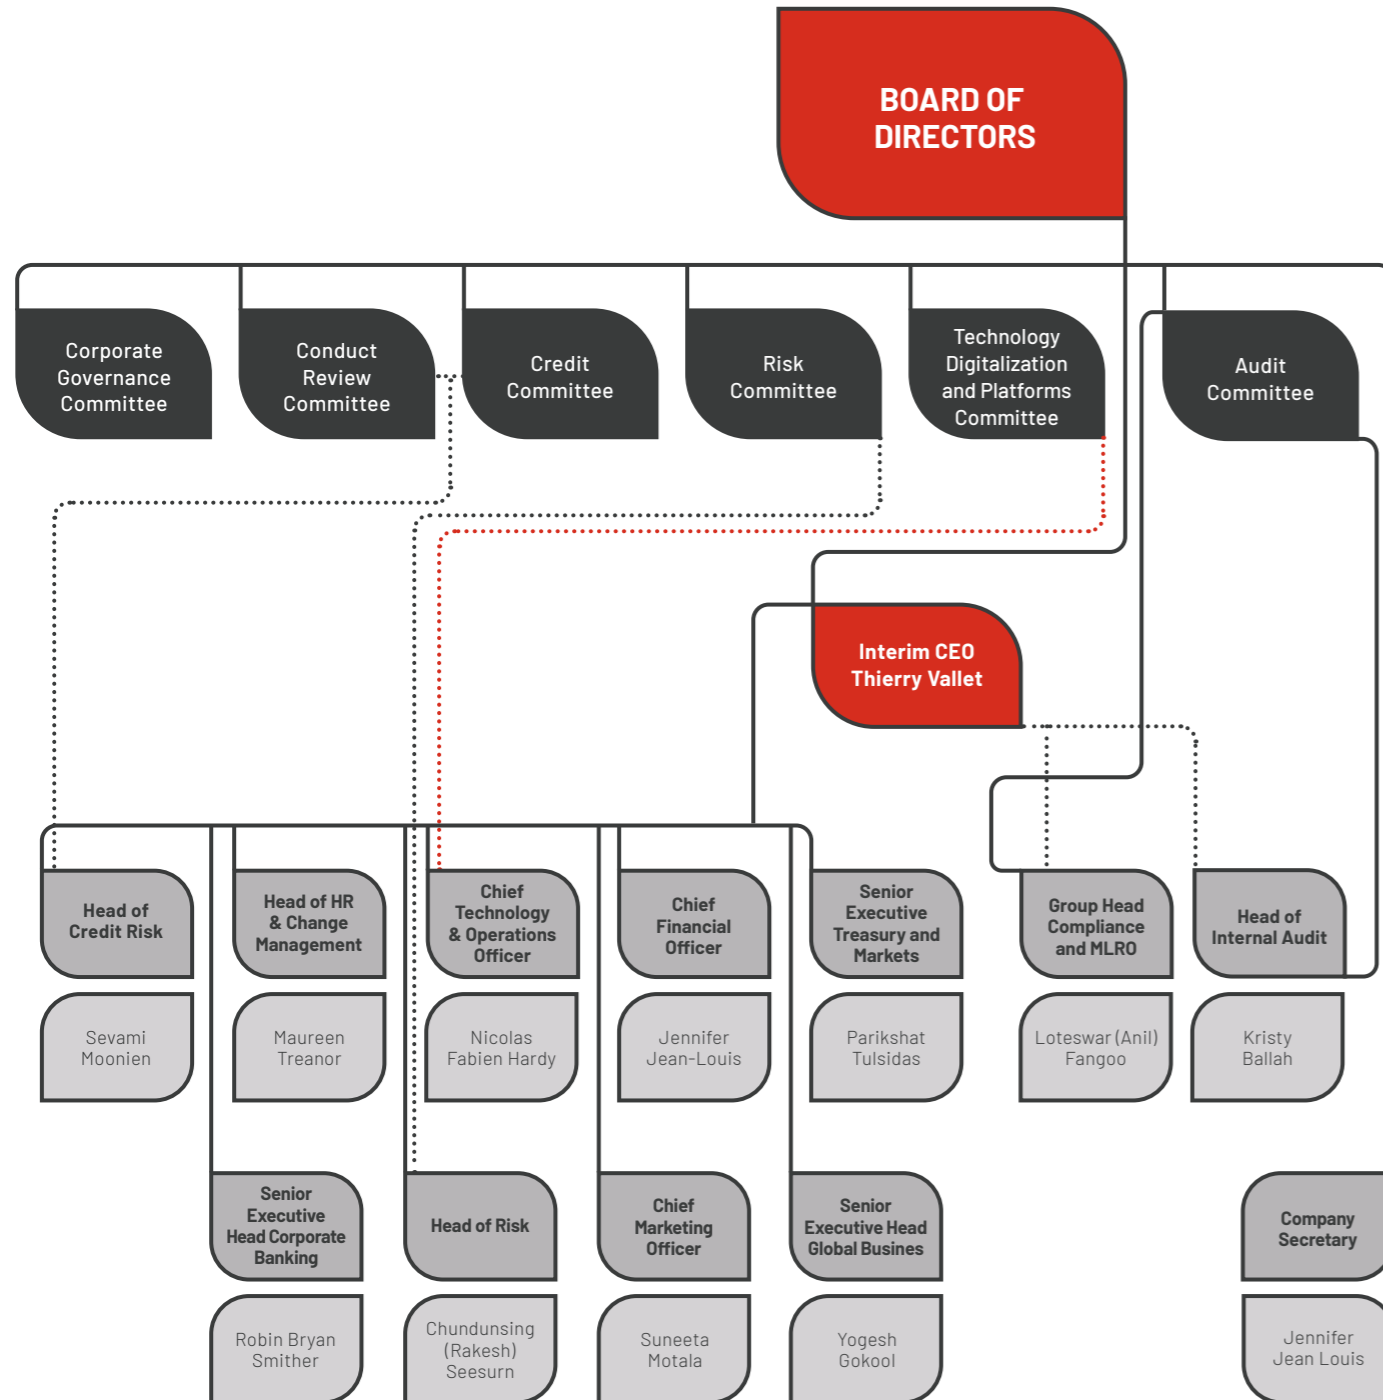 BOARD OF
DIRECTORS
Corporate
Governance
Committee
Conduct
Review
Committee
Credit
Committee
Risk
Committee
Technology
Digitalization
and Platforms
Committee
Audit
Committee
Interim CEO
Thierry Vallet
Head of
Credit Risk
Head of HR
& Change
Management
Chief
Technology
& Operations
Officer
Chief
Financial
Officer
Senior
Executive
Treasury and
Markets
Group Head
Compliance
and MLRO
Head of
Internal Audit
Sevami
Moonien
Maureen
Treanor
Nicolas
Fabien Hardy
Jennifer
Jean-Louis
Parikshat
Tulsidas
Loteswar (Anil)
Fangoo
Kristy
Ballah
Senior
Executive
Head Corporate
Banking
Head of Risk
Chief
Marketing
Officer
Senior
Executive Head
Global Busines
Company
Secretary
Robin Bryan
Smither
Chundunsing
(Rakesh)
Seesurn
Suneeta
Motala
Yogesh
Gokool
Jennifer
Jean Louis